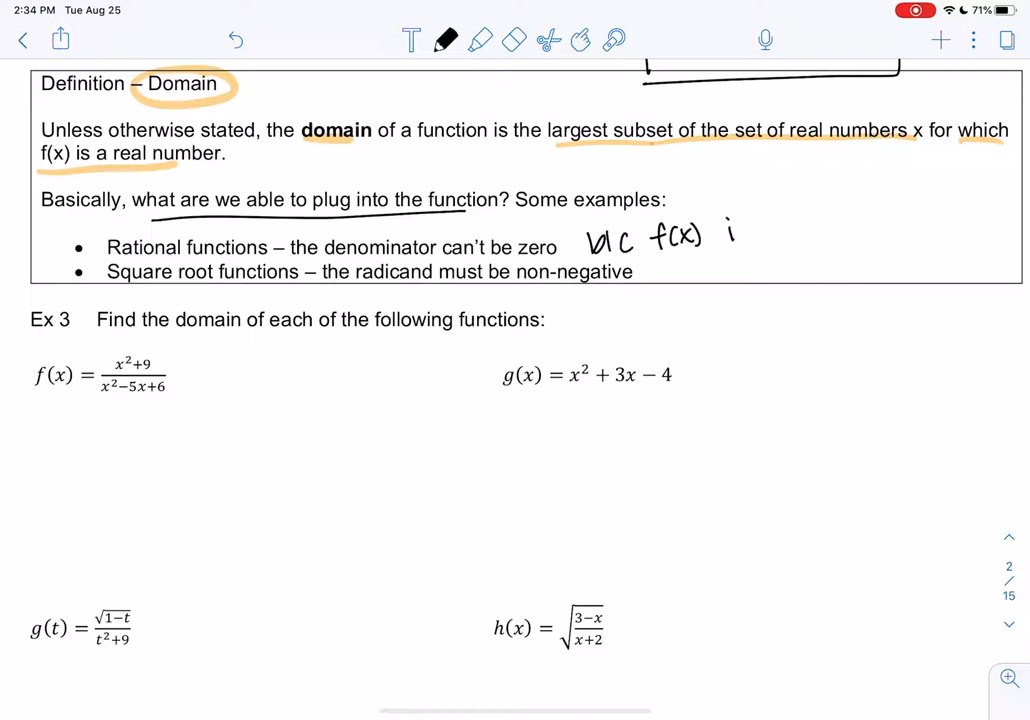 2:34 PM Tue Aug 25 71%
Definition – Domain
Unless otherwise stated, the domain of a function is the largest subset of the set of real numbers x for which
f(x) is a real number.
Basically, what are we able to plug into the function? Some examples:
• Rational functions – the denominator can't be zero b/c f(x) i
• Square root functions – the radicand must be non-negative
Ex 3 Find the domain of each of the following functions:
f(x) = (x²+9)/(x²−5x+6) g(x) = x² + 3x − 4
2
/
15
g(t) = √(1−t)/(t²+9) h(x) = √((3−x)/(x+2))